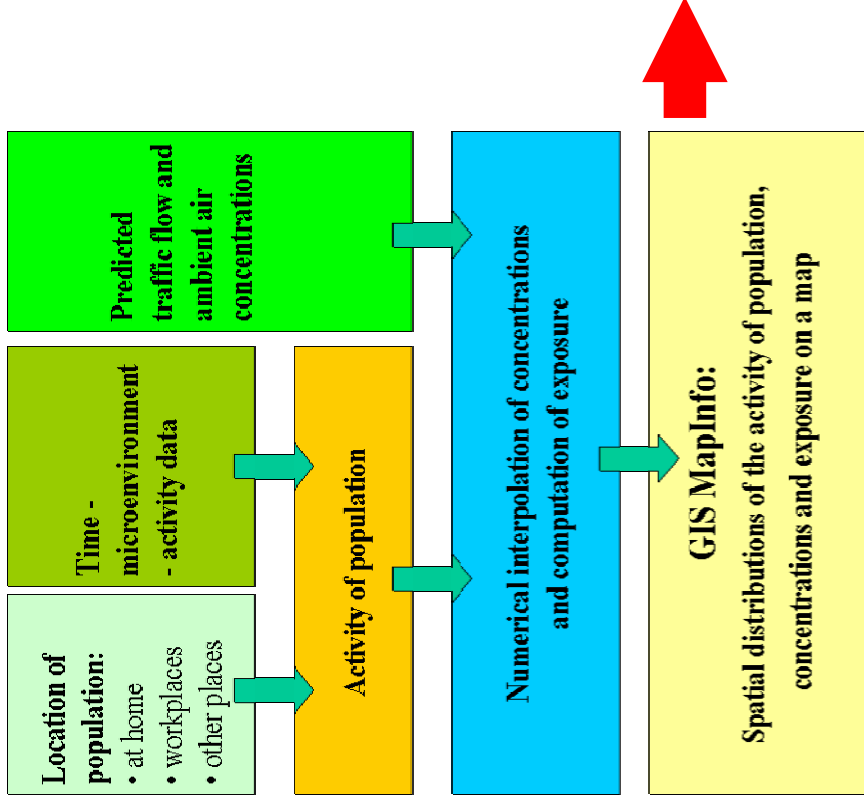 Location of
population:
• at home
• workplaces
• other places
Time -
microenvironment
- activity data
Predicted
traffic flow and
ambient air
concentrations
Activity of population
Numerical interpolation of concentrations
and computation of exposure
GIS MapInfo:
Spatial distributions of the activity of population,
concentrations and exposure on a map